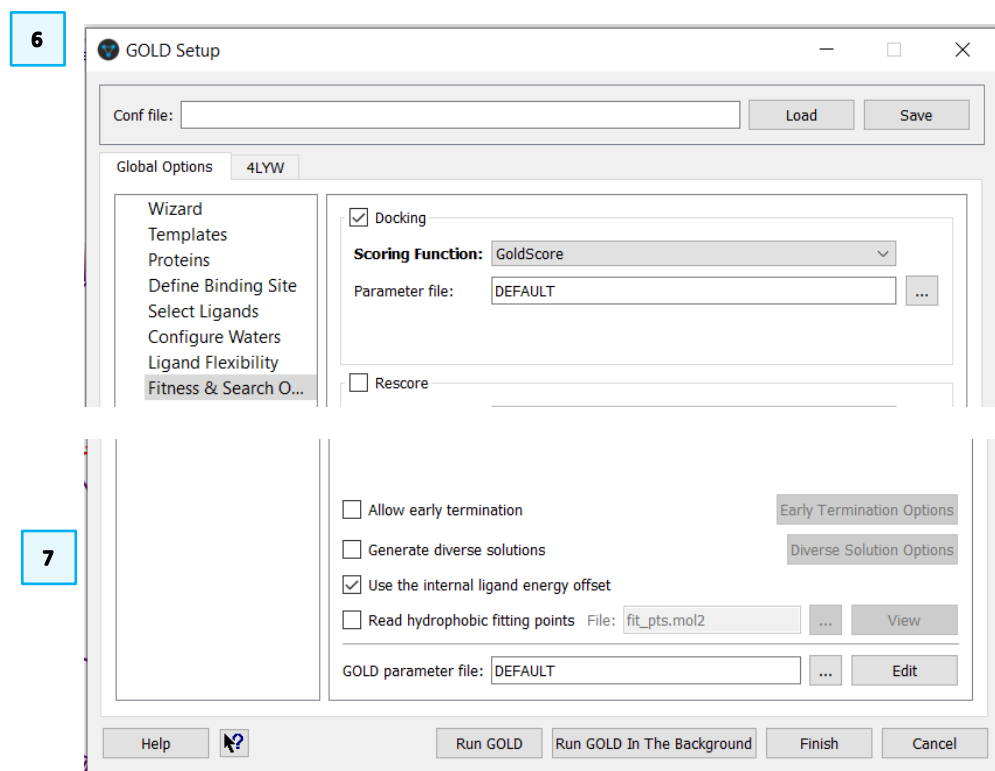 6
GOLD Setup
Conf file: Load Save
Global Options 4LYW
Wizard
Templates
Proteins
Define Binding Site
Select Ligands
Configure Waters
Ligand Flexibility
Fitness & Search O...
Docking
Scoring Function: GoldScore
Parameter file: DEFAULT ...
Rescore
7
Allow early termination Early Termination Options
Generate diverse solutions Diverse Solution Options
Use the internal ligand energy offset
Read hydrophobic fitting points File: fit_pts.mol2 ... View
GOLD parameter file: DEFAULT ... Edit
Help ? Run GOLD Run GOLD In The Background Finish Cancel